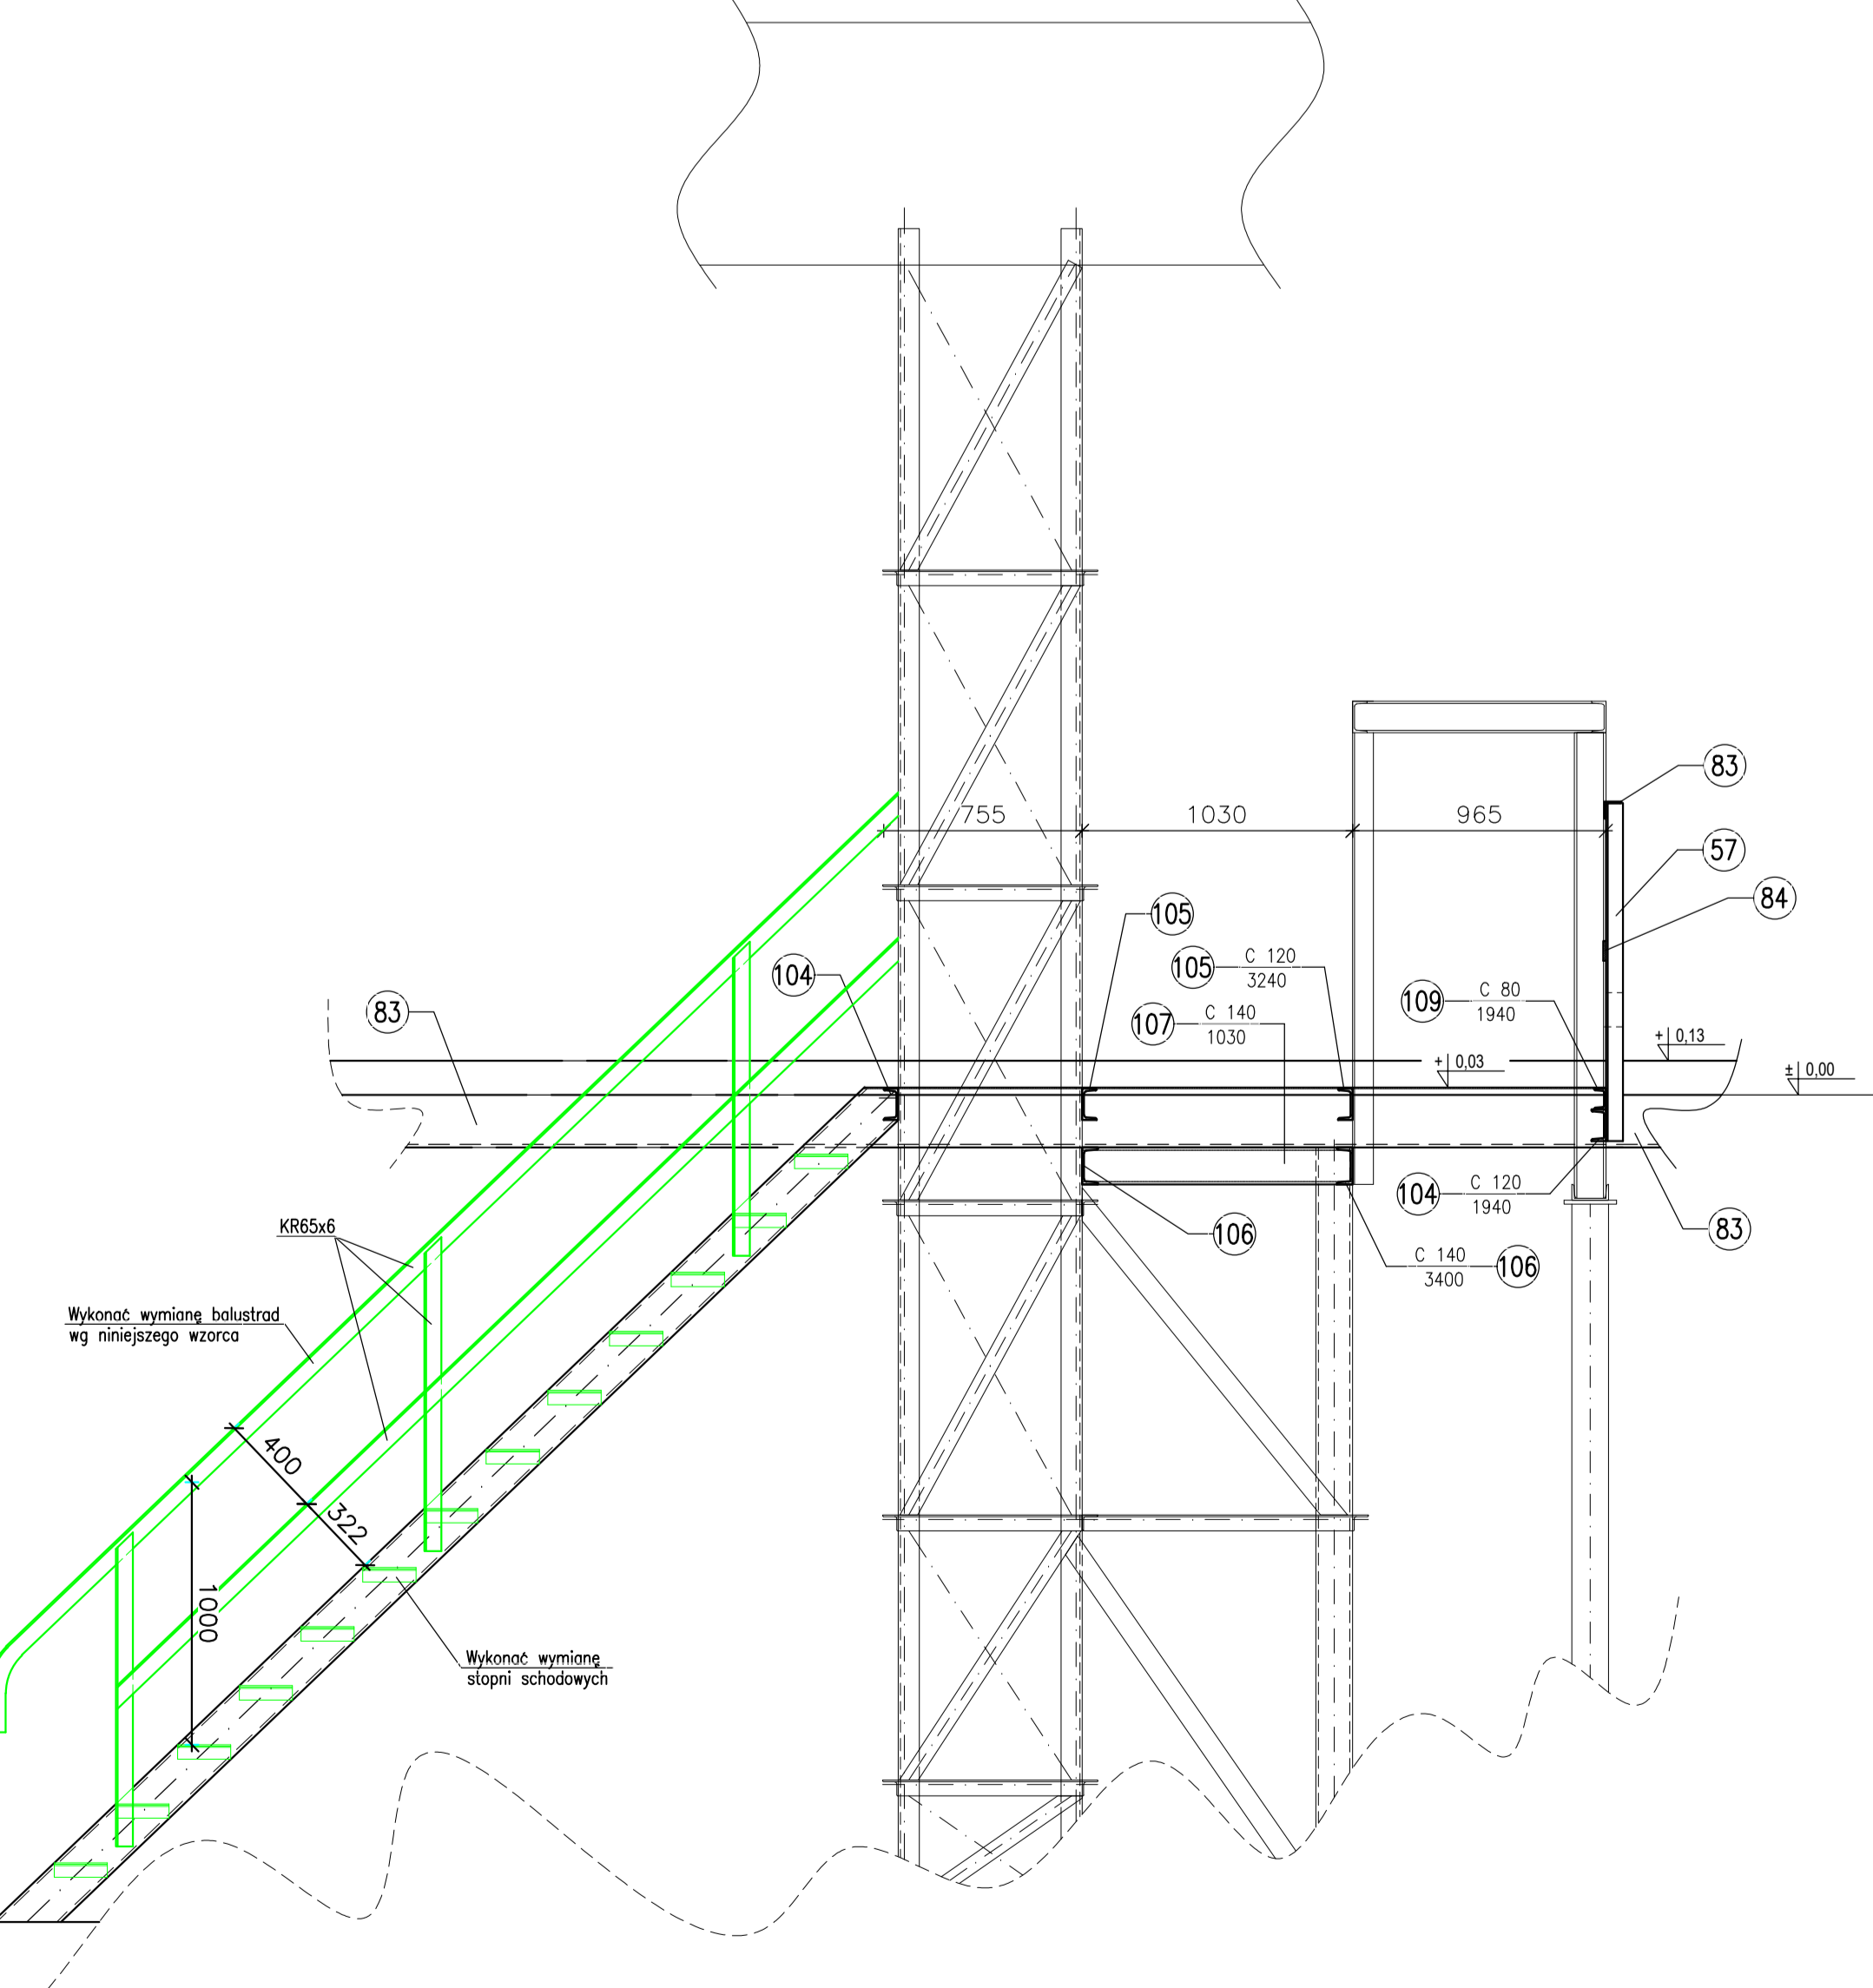 83
755
1030
965
57
84
105
104
105
C 120
3240
83
109
C 80
1940
107
C 140
1030
+ 0,13
+ 0,03
± 0,00
104
C 120
1940
KR65x6
106
83
C 140
3400
106
Wykonać wymianę balustrad
wg niniejszego wzorca
400
322
1000
Wykonać wymianę
stopni schodowych